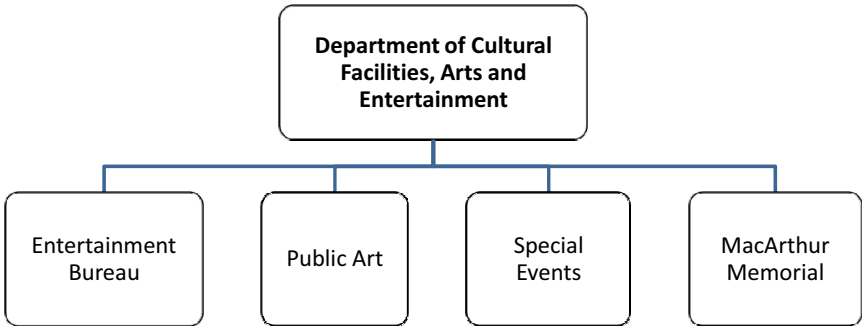 Department of Cultural
Facilities, Arts and
Entertainment
Entertainment
Bureau
Public Art
Special
Events
MacArthur
Memorial